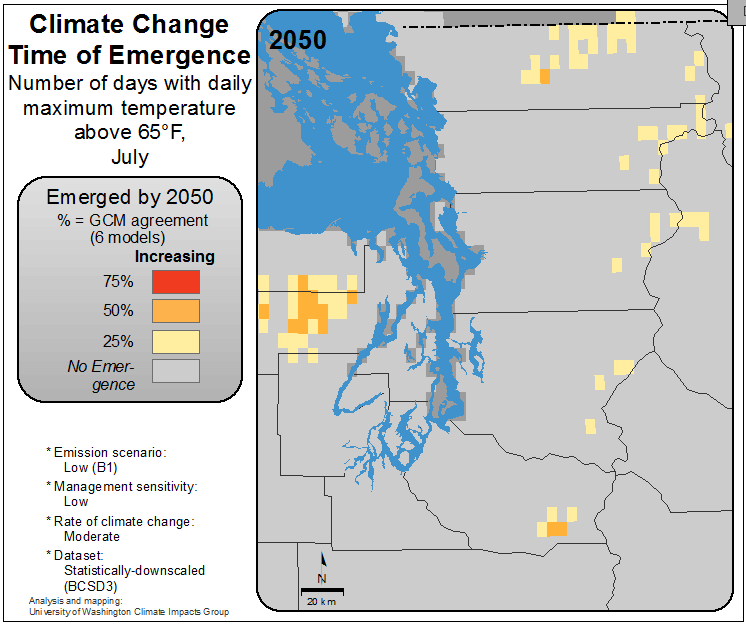 Climate Change
Time of Emergence
Number of days with daily
maximum temperature
above 65°F,
July
2050
Emerged by 2050
% = GCM agreement
(6 models)
Increasing
75%
50%
25%
No Emer-
gence
* Emission scenario:
Low (B1)
* Management sensitivity:
Low
* Rate of climate change:
Moderate
* Dataset:
Statistically-downscaled
(BCSD3)
Analysis and mapping:
University of Washington Climate Impacts Group
N
20 km